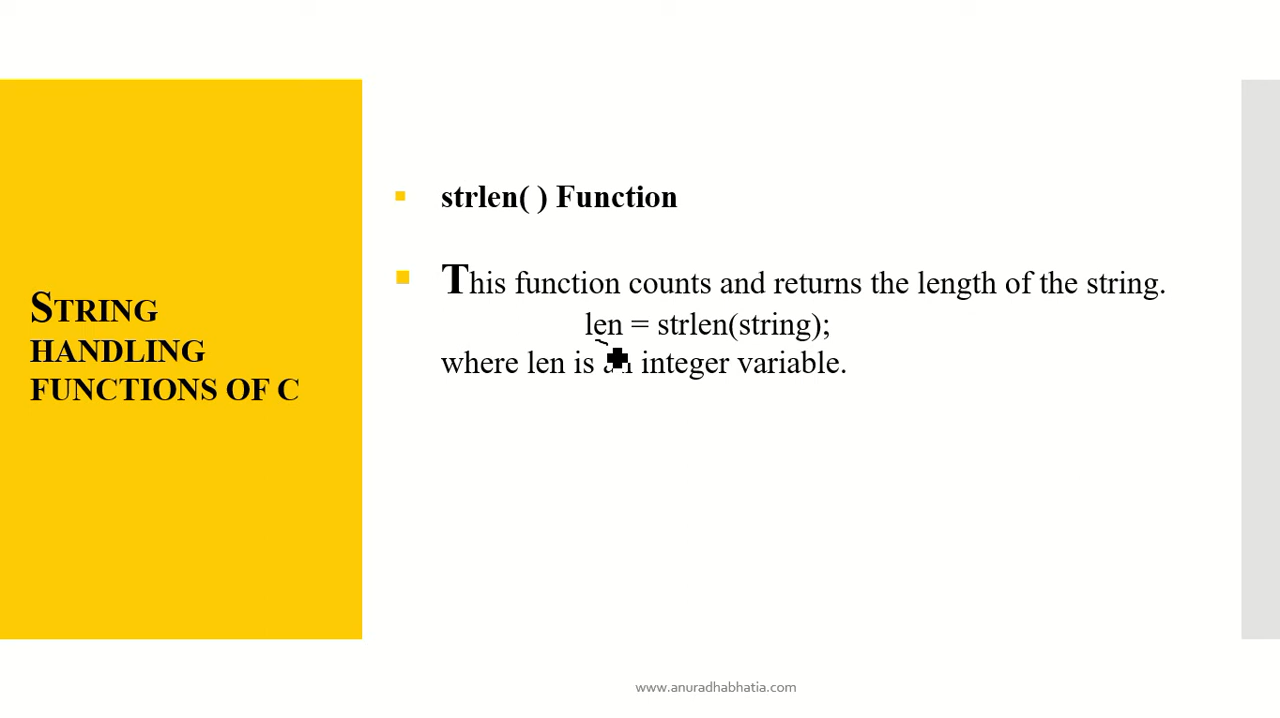 STRING
HANDLING
FUNCTIONS OF C
strlen( ) Function
This function counts and returns the length of the string.
len = strlen(string);
where len is an integer variable.
www.anuradhabhatia.com